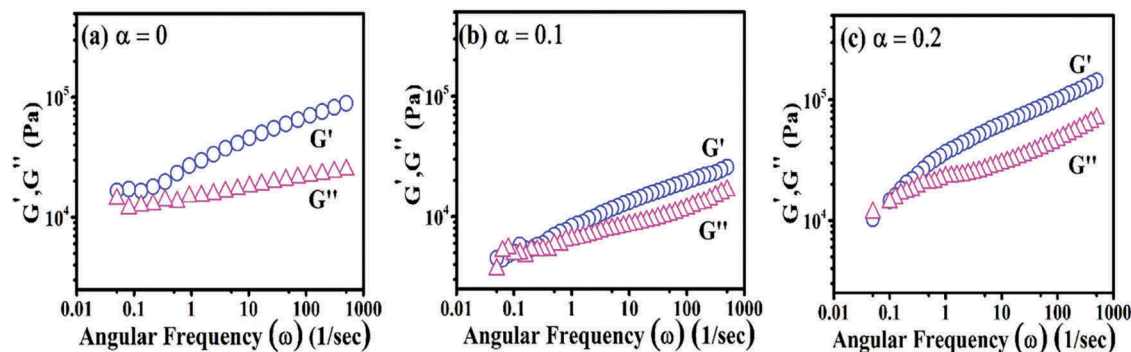 (a) α = 0
G',G'' (Pa)
10⁵
10⁴
G'
G''
0.01 0.1 1 10 100 1000
Angular Frequency (ω) (1/sec)
(b) α = 0.1
G',G'' (Pa)
10⁵
10⁴
G'
G''
0.01 0.1 1 10 100 1000
Angular Frequency (ω) (1/sec)
(c) α = 0.2
G',G'' (Pa)
10⁵
10⁴
G'
G''
0.01 0.1 1 10 100 1000
Angular Frequency (ω) (1/sec)